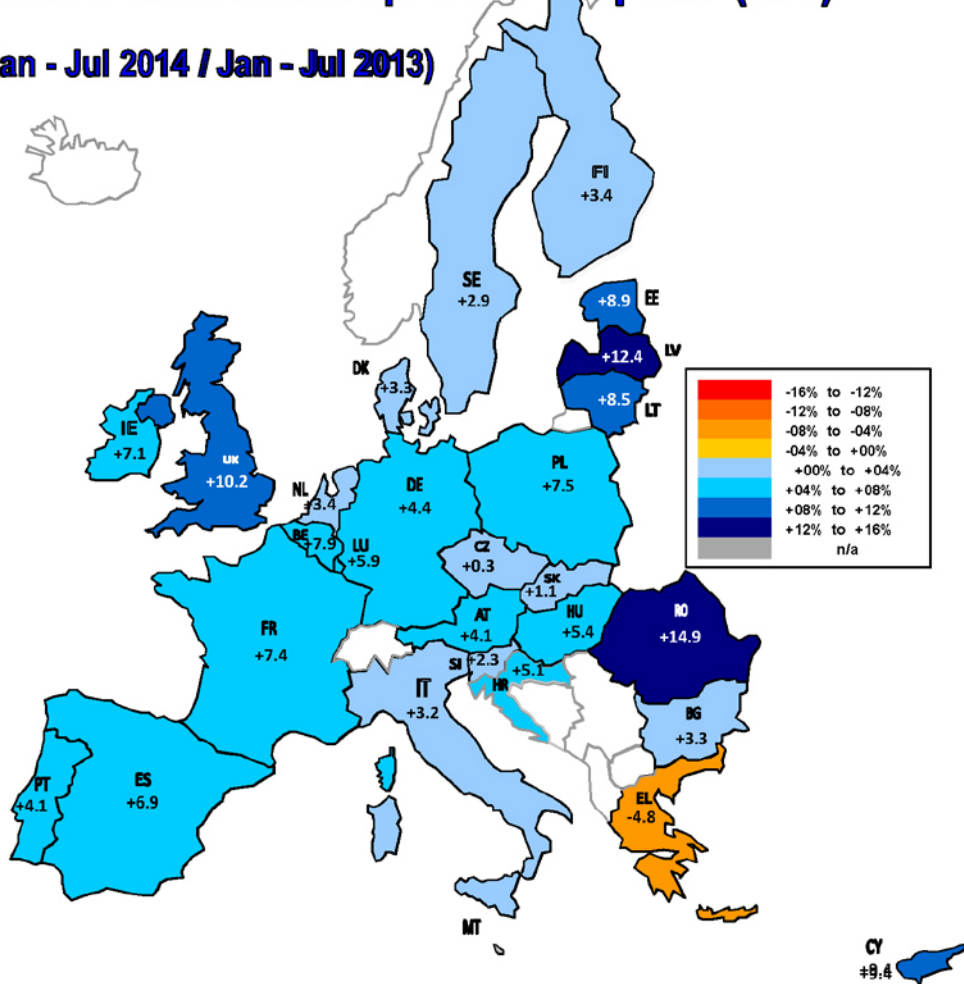 an - Jul 2014 / Jan - Jul 2013)
FI
+3.4
SE
+2.9
+8.9 EE
+12.4 LV
+8.5 LT
DK
+3.3
IE
+7.1
UK
+10.2
NL
+3.4
BE
+7.9
LU
+5.9
DE
+4.4
PL
+7.5
CZ
+0.3
SK
+1.1
AT
+4.1
HU
+5.4
FR
+7.4
SI +2.3
HR
+5.1
IT
+3.2
RO
+14.9
BG
+3.3
EL
-4.8
PT
+4.1
ES
+6.9
MT
CY
-16% to -12%
-12% to -08%
-08% to -04%
-04% to +00%
+00% to +04%
+04% to +08%
+08% to +12%
+12% to +16%
n/a